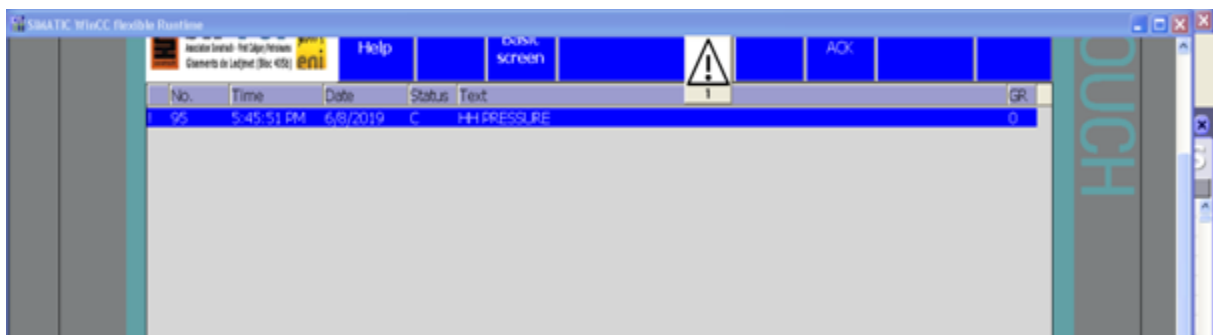 SIMATIC WinCC flexible Runtime
Help
Basic
screen
ACK
eni
1
No. Time Date Status Text GR
! 95 5:45:51 PM 6/8/2019 C HH PRESSURE 0
OUCH